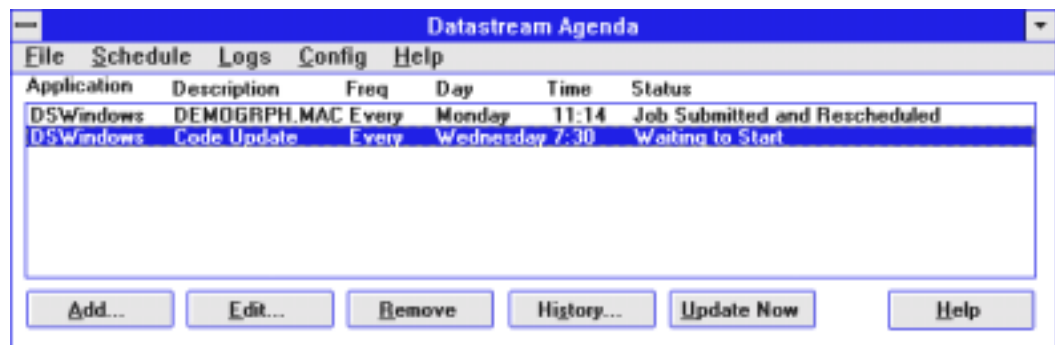 Datastream Agenda
File Schedule Logs Config Help
Application Description Freq Day Time Status
DSWindows DEMOGRPH.MAC Every Monday 11:14 Job Submitted and Rescheduled
DSWindows Code Update Every Wednesday 7:30 Waiting to Start
Add... Edit... Remove History... Update Now Help